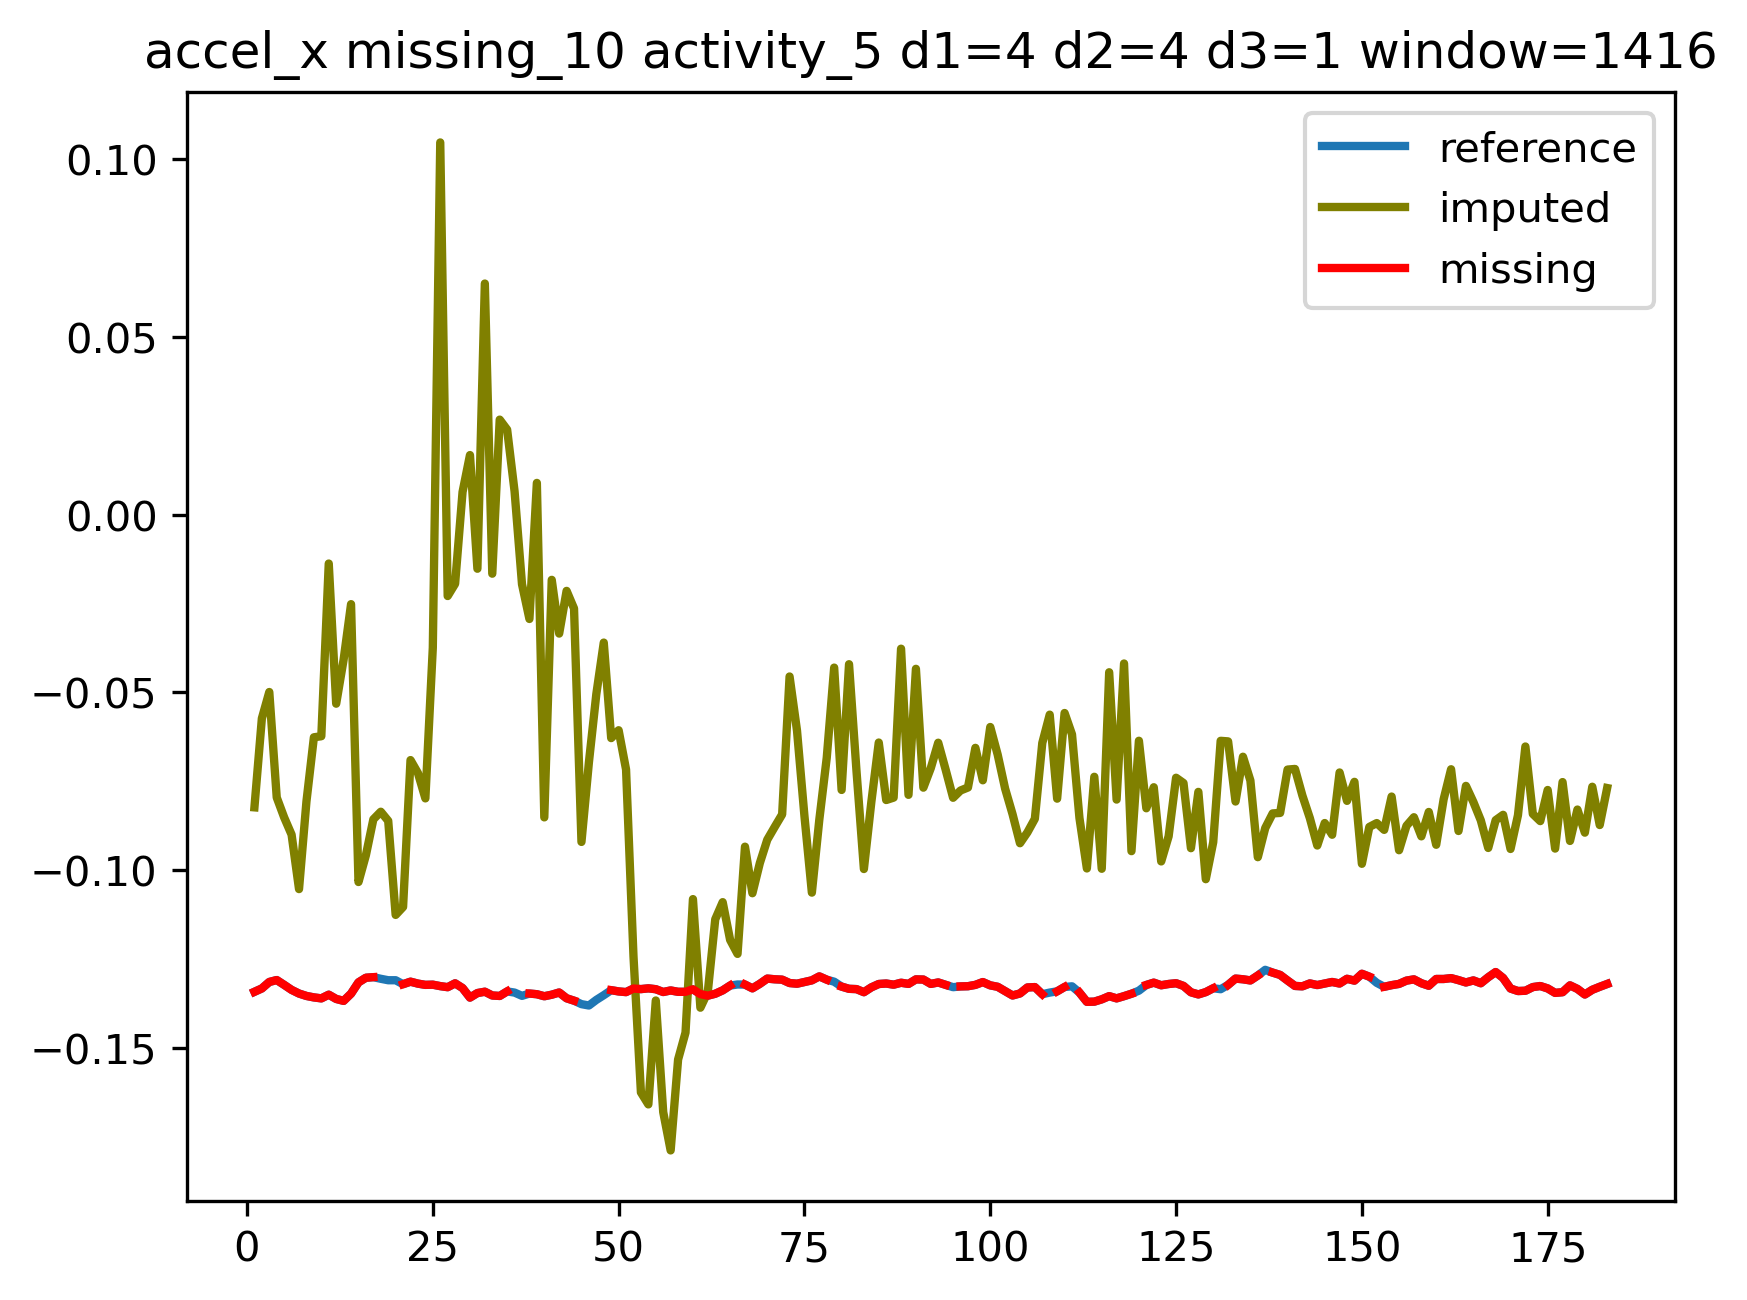 accel_x missing_10 activity_5 d1=4 d2=4 d3=1 window=1416
reference
imputed
missing
0.10
0.05
0.00
−0.05
−0.10
−0.15
0 25 50 75 100 125 150 175